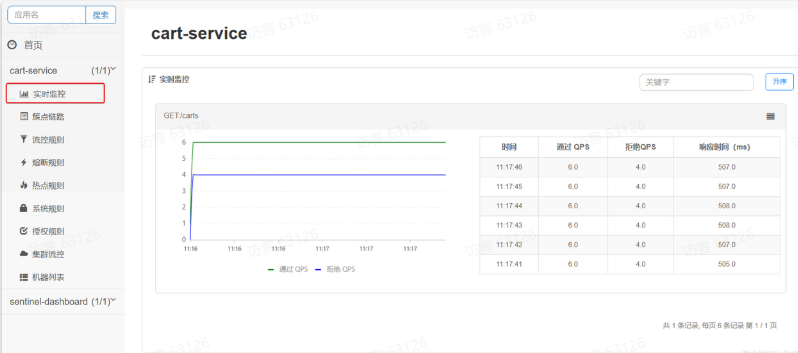 应用名 搜索
首页
cart-service (1/1)
实时监控
簇点链路
流控规则
熔断规则
热点规则
系统规则
授权规则
集群流控
机器列表
sentinel-dashboard (1/1)
cart-service
实时监控 关键字 升序
GET:/carts
6
5
4
3
2
1
0
11:16 11:16 11:16 11:17 11:17 11:17
通过 QPS 拒绝 QPS
时间 通过 QPS 拒绝QPS 响应时间（ms）
11:17:46 6.0 4.0 507.0
11:17:45 6.0 4.0 507.0
11:17:44 6.0 4.0 508.0
11:17:43 6.0 4.0 508.0
11:17:42 6.0 4.0 507.0
11:17:41 6.0 4.0 505.0
共 1 条记录, 每页 6 条记录 第 1 / 1 页
访客 63126